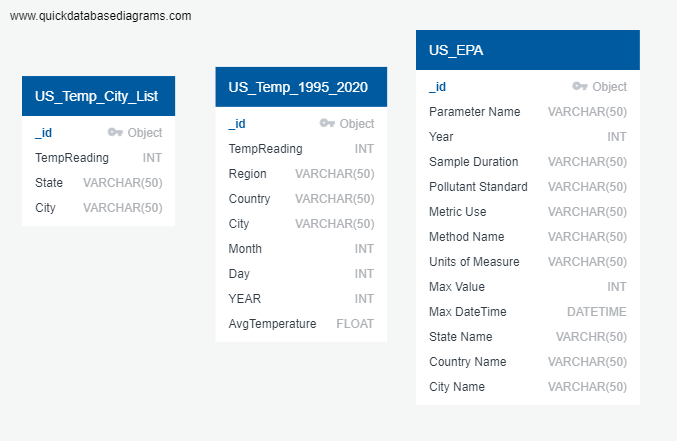 www.quickdatabasediagrams.com
US_Temp_City_List
_id Object
TempReading INT
State VARCHAR(50)
City VARCHAR(50)
US_Temp_1995_2020
_id Object
TempReading INT
Region VARCHAR(50)
Country VARCHAR(50)
City VARCHAR(50)
Month INT
Day INT
YEAR INT
AvgTemperature FLOAT
US_EPA
_id Object
Parameter Name VARCHAR(50)
Year INT
Sample Duration VARCHAR(50)
Pollutant Standard VARCHAR(50)
Metric Use VARCHAR(50)
Method Name VARCHAR(50)
Units of Measure VARCHAR(50)
Max Value INT
Max DateTime DATETIME
State Name VARCHR(50)
Country Name VARCHAR(50)
City Name VARCHAR(50)